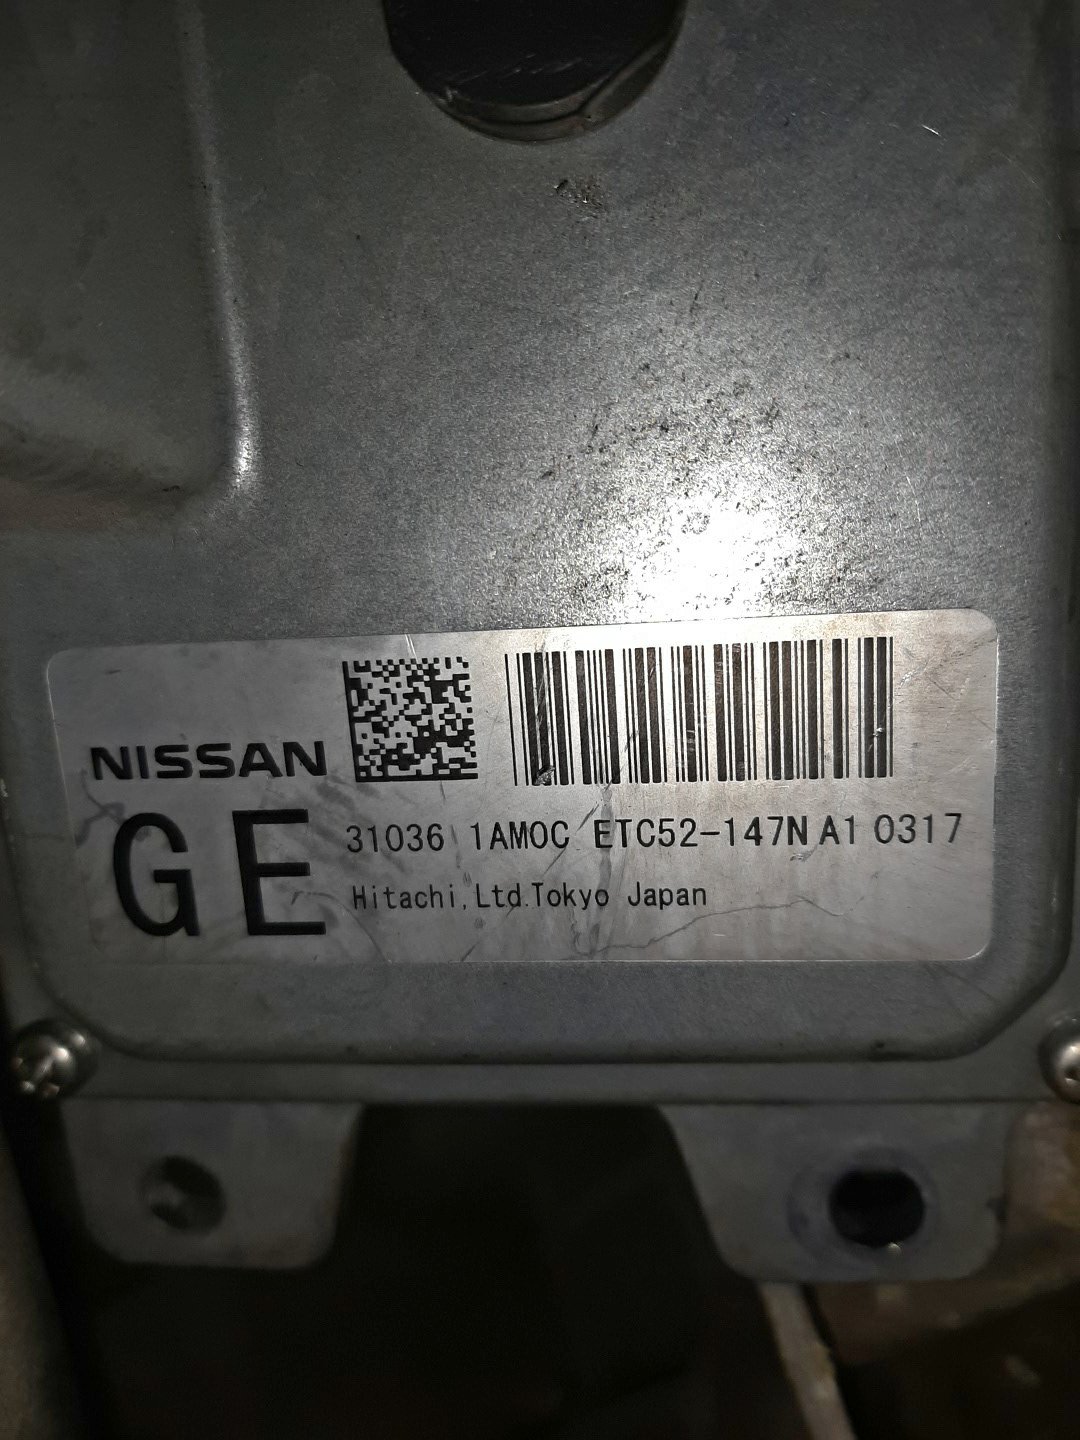 NISSAN
GE
31036 1AM0C ETC52-147N A1 0317
Hitachi,Ltd.Tokyo Japan